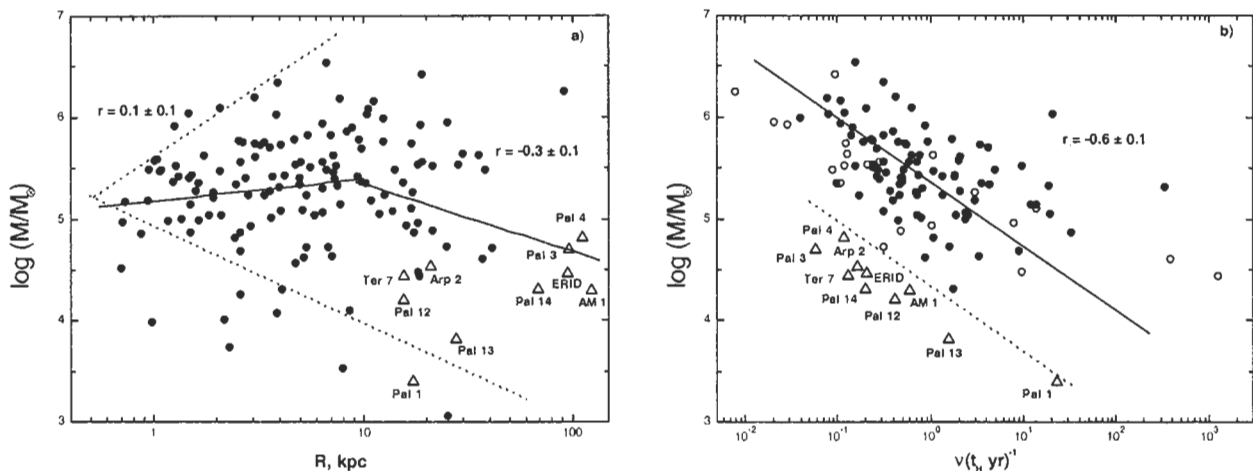 a)
r = 0.1 ± 0.1
r = -0.3 ± 0.1
Pal 4
Pal 3
Ter 7
Arp 2
ERID
Pal 14
AM 1
Pal 12
Pal 13
Pal 1
7
6
5
4
3
1
10
100
log (M/M☉)
R, kpc
b)
r = -0.6 ± 0.1
Pal 4
Pal 3
Arp 2
Ter 7
ERID
Pal 14
AM 1
Pal 12
Pal 13
Pal 1
7
6
5
4
3
10⁻²
10⁻¹
10⁰
10¹
10²
10³
log (M/M☉)
ν(tₕ yr)⁻¹